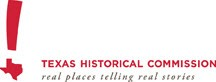 TEXAS HISTORICAL COMMISSION
real places telling real stories